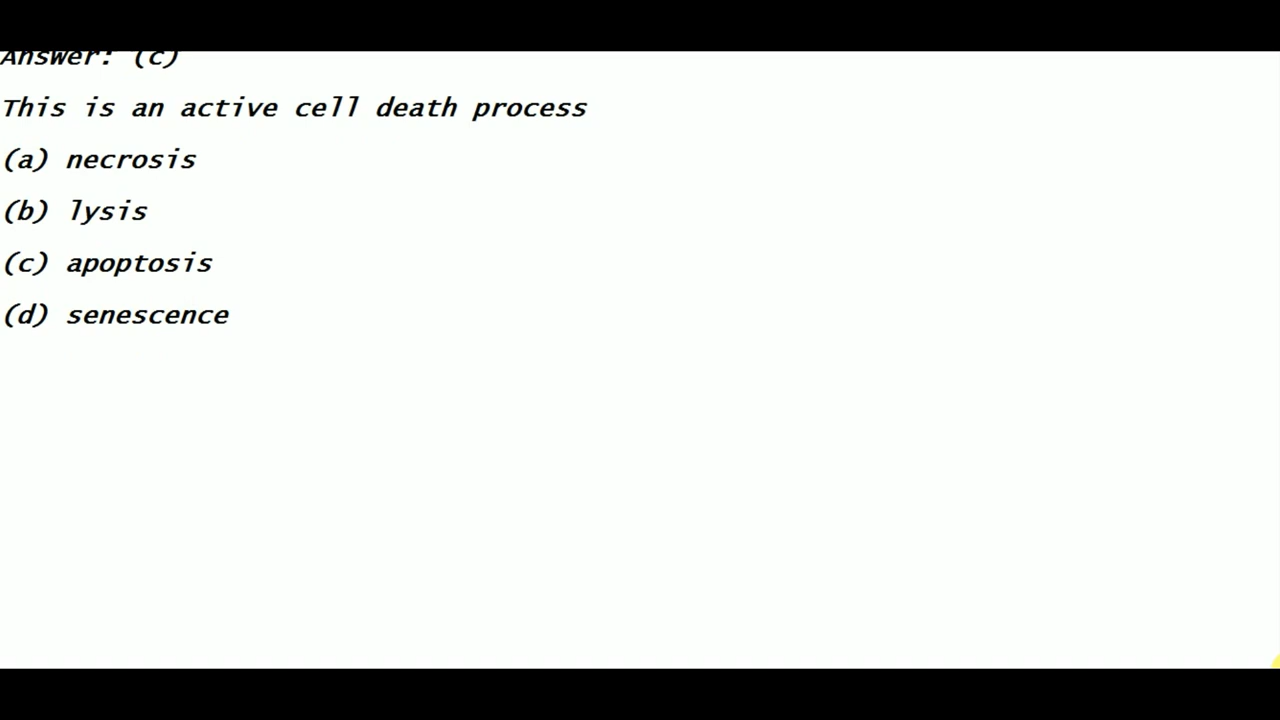 Answer: (c)
This is an active cell death process
(a) necrosis
(b) lysis
(c) apoptosis
(d) senescence